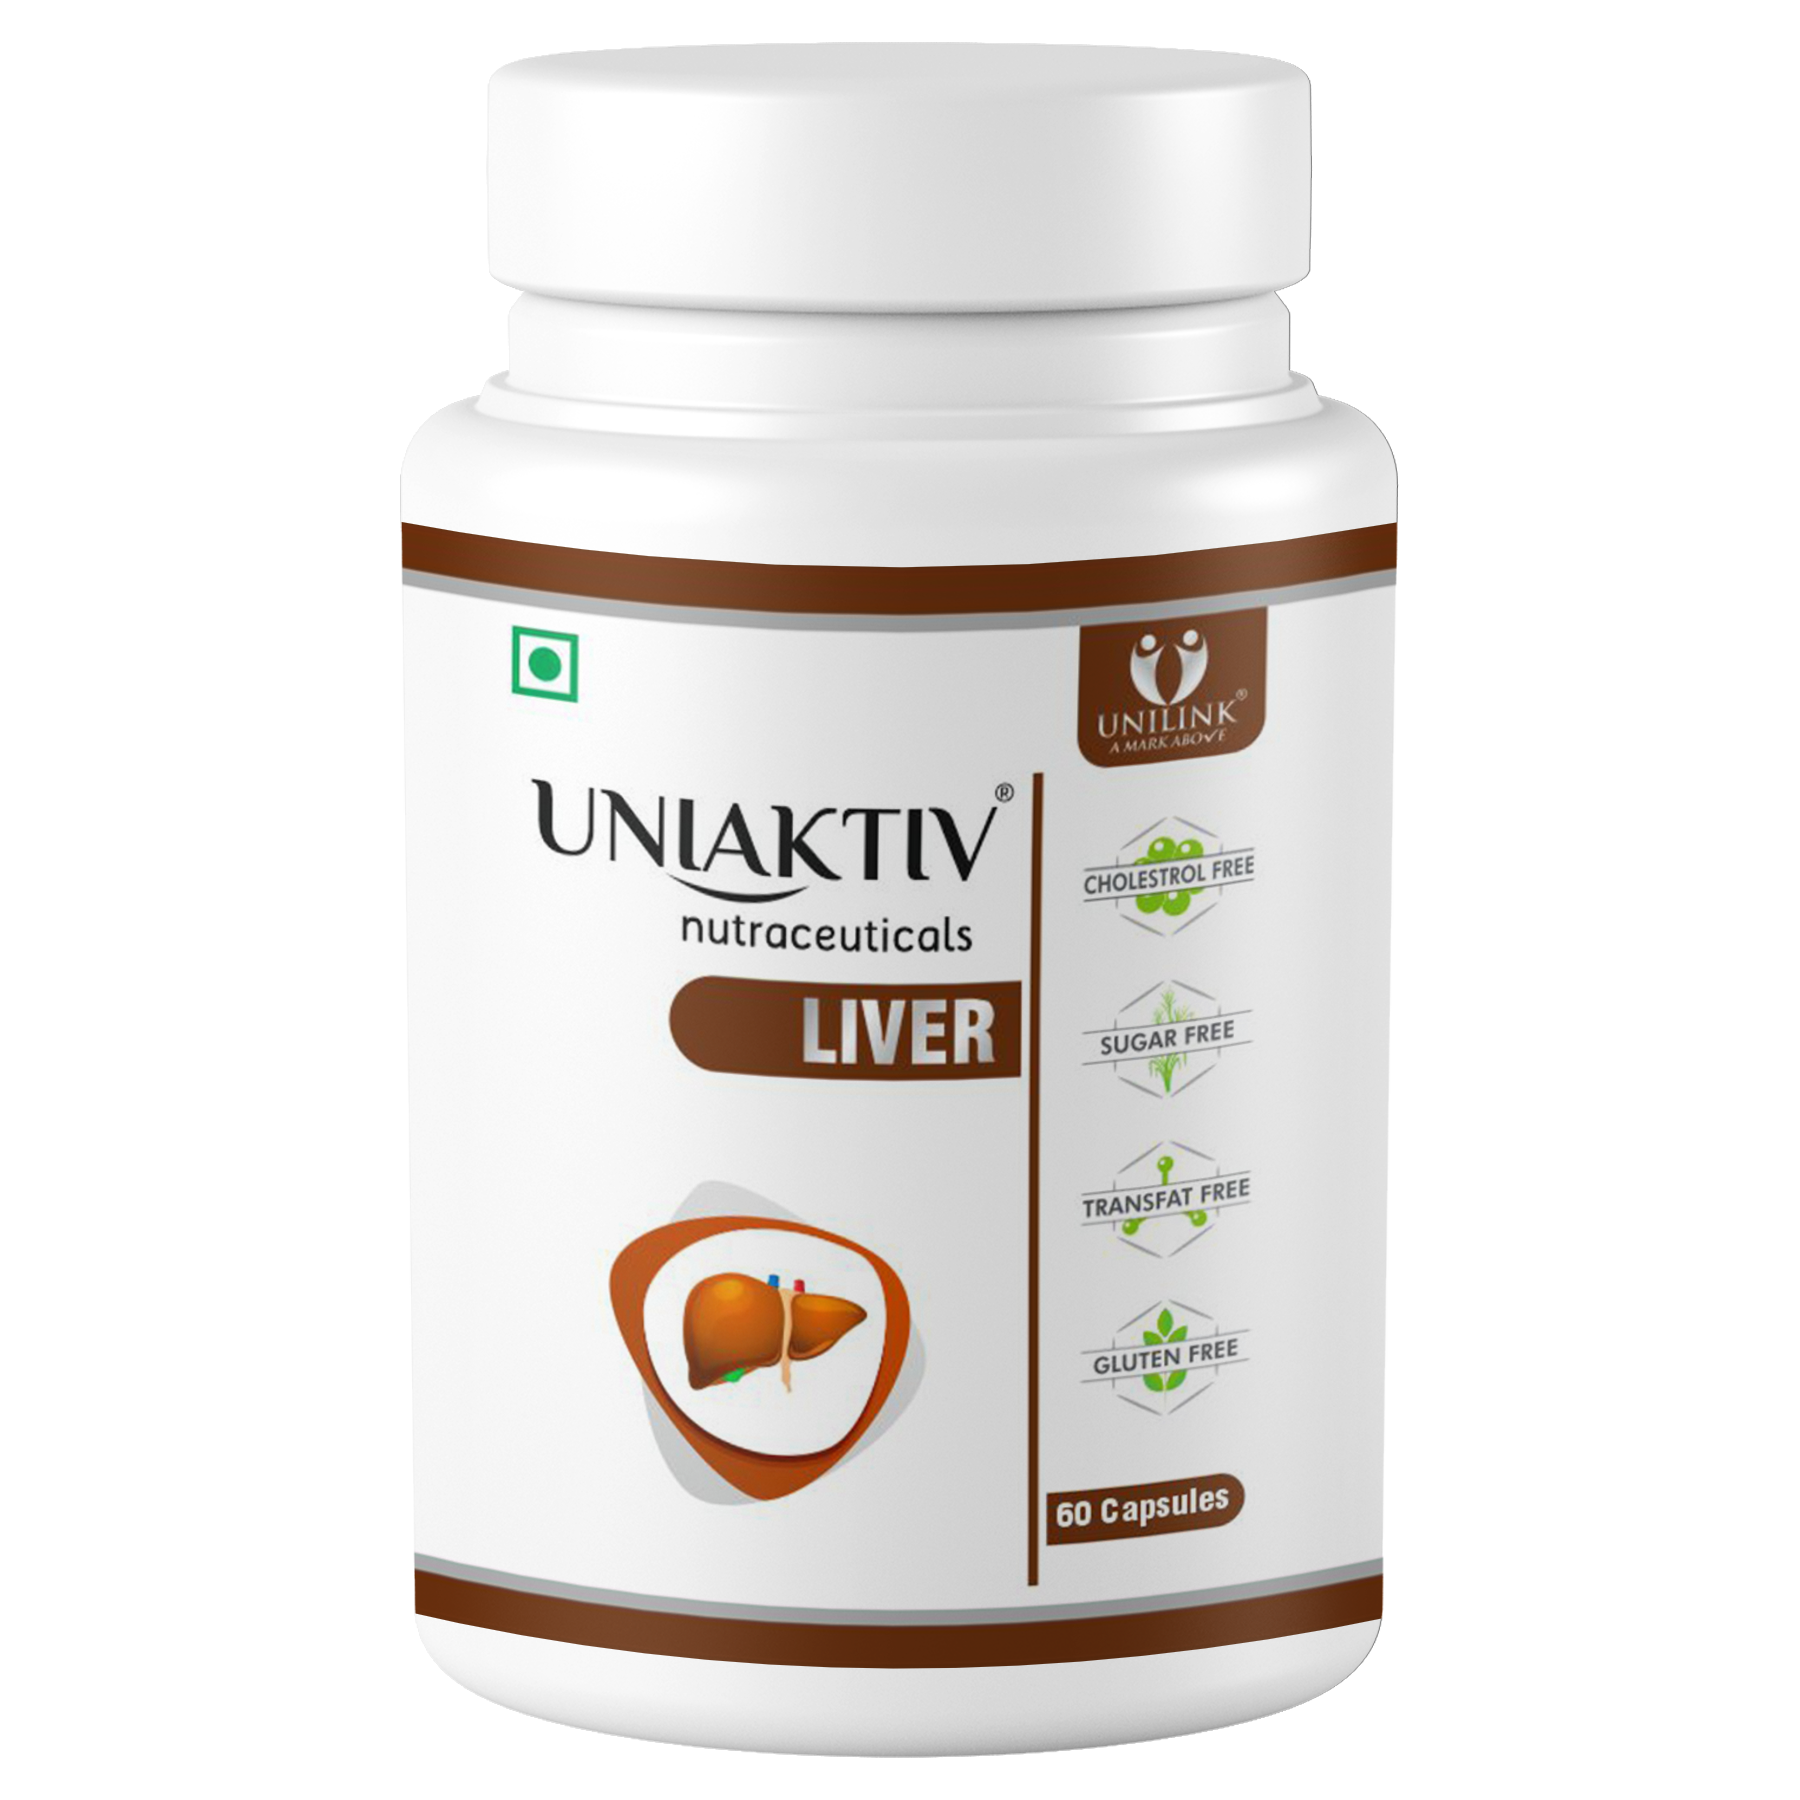 UNILINK®
A MARK ABOVE
UNIAKTIV®
nutraceuticals
LIVER
CHOLESTROL FREE
SUGAR FREE
TRANSFAT FREE
GLUTEN FREE
60 Capsules